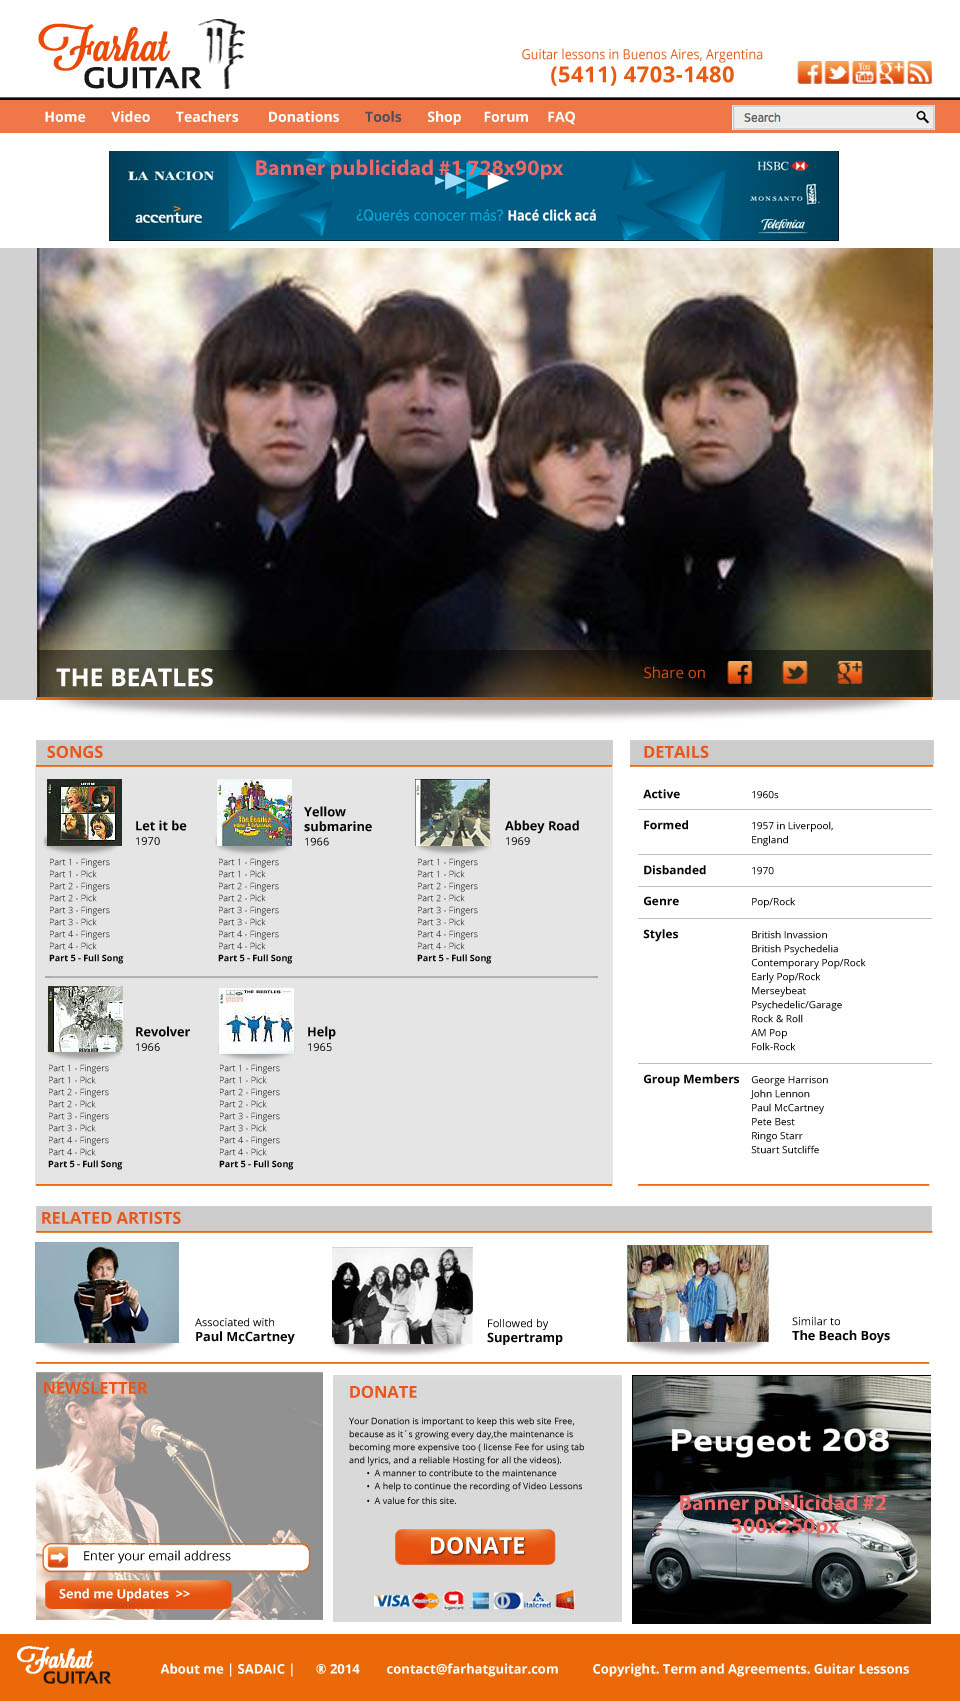 Farhat
GUITAR
Guitar lessons in Buenos Aires, Argentina
(5411) 4703-1480
Home Video Teachers Donations Tools Shop Forum FAQ
Search
Banner publicidad #1 728x90px
LA NACION
accenture
¿Querés conocer más? Hacé click acá
HSBC
MONSANTO
Telefónica
THE BEATLES
Share on
SONGS
LET IT BE
Let it be
1970
Part 1 - Fingers
Part 1 - Pick
Part 2 - Fingers
Part 2 - Pick
Part 3 - Fingers
Part 3 - Pick
Part 4 - Fingers
Part 4 - Pick
Part 5 - Full Song
Yellow
submarine
1966
Part 1 - Fingers
Part 1 - Pick
Part 2 - Fingers
Part 2 - Pick
Part 3 - Fingers
Part 3 - Pick
Part 4 - Fingers
Part 4 - Pick
Part 5 - Full Song
Abbey Road
1969
Part 1 - Fingers
Part 1 - Pick
Part 2 - Fingers
Part 2 - Pick
Part 3 - Fingers
Part 3 - Pick
Part 4 - Fingers
Part 4 - Pick
Part 5 - Full Song
REVOLVER
Revolver
1966
Part 1 - Fingers
Part 1 - Pick
Part 2 - Fingers
Part 2 - Pick
Part 3 - Fingers
Part 3 - Pick
Part 4 - Fingers
Part 4 - Pick
Part 5 - Full Song
THE BEATLES
Help
1965
Part 1 - Fingers
Part 1 - Pick
Part 2 - Fingers
Part 2 - Pick
Part 3 - Fingers
Part 3 - Pick
Part 4 - Fingers
Part 4 - Pick
Part 5 - Full Song
DETAILS
Active 1960s
Formed 1957 in Liverpool,
England
Disbanded 1970
Genre Pop/Rock
Styles British Invassion
British Psychedelia
Contemporary Pop/Rock
Early Pop/Rock
Merseybeat
Psychedelic/Garage
Rock & Roll
AM Pop
Folk-Rock
Group Members George Harrison
John Lennon
Paul McCartney
Pete Best
Ringo Starr
Stuart Sutcliffe
RELATED ARTISTS
Associated with
Paul McCartney
Followed by
Supertramp
Similar to
The Beach Boys
NEWSLETTER
Enter your email address
Send me Updates >>
DONATE
Your Donation is important to keep this web site Free,
because as it´s growing every day,the maintenance is
becoming more expensive too ( license Fee for using tab
and lyrics, and a reliable Hosting for all the videos).
• A manner to contribute to the maintenance
• A help to continue the recording of Video Lessons
• A value for this site.
DONATE
VISA MasterCard italcred
Peugeot 208
Banner publicidad #2
300x250px
Farhat
GUITAR
About me | SADAIC | ® 2014 contact@farhatguitar.com Copyright. Term and Agreements. Guitar Lessons